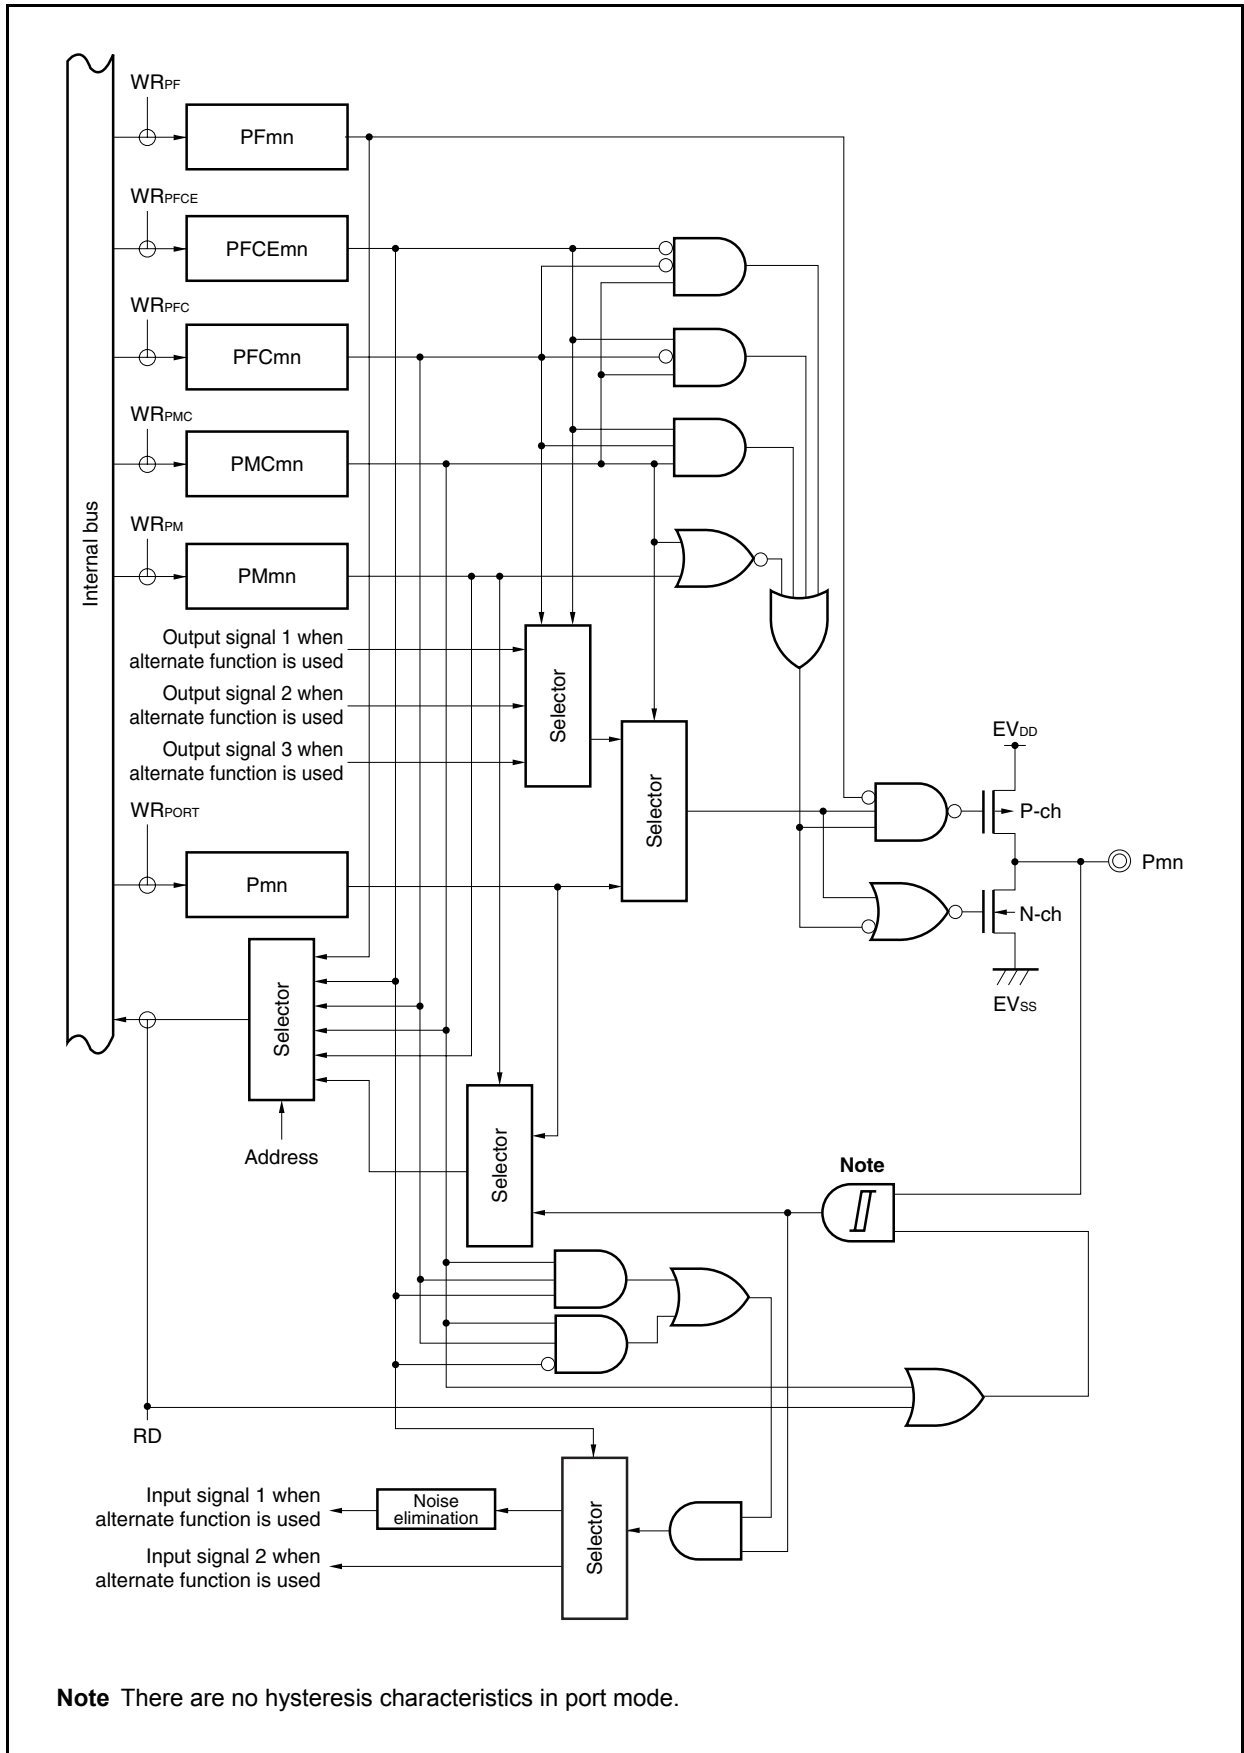 WRPF
PFmn
WRPFCE
PFCEmn
WRPFC
PFCmn
WRPMC
PMCmn
WRPM
PMmn
Internal bus
Output signal 1 when
alternate function is used
Output signal 2 when
alternate function is used
Output signal 3 when
alternate function is used
Selector
Selector
WRPORT
Pmn
EVDD
P-ch
Pmn
N-ch
EVSS
Selector
Address
Selector
Note
RD
Input signal 1 when
alternate function is used
Noise
elimination
Input signal 2 when
alternate function is used
Selector
Note There are no hysteresis characteristics in port mode.